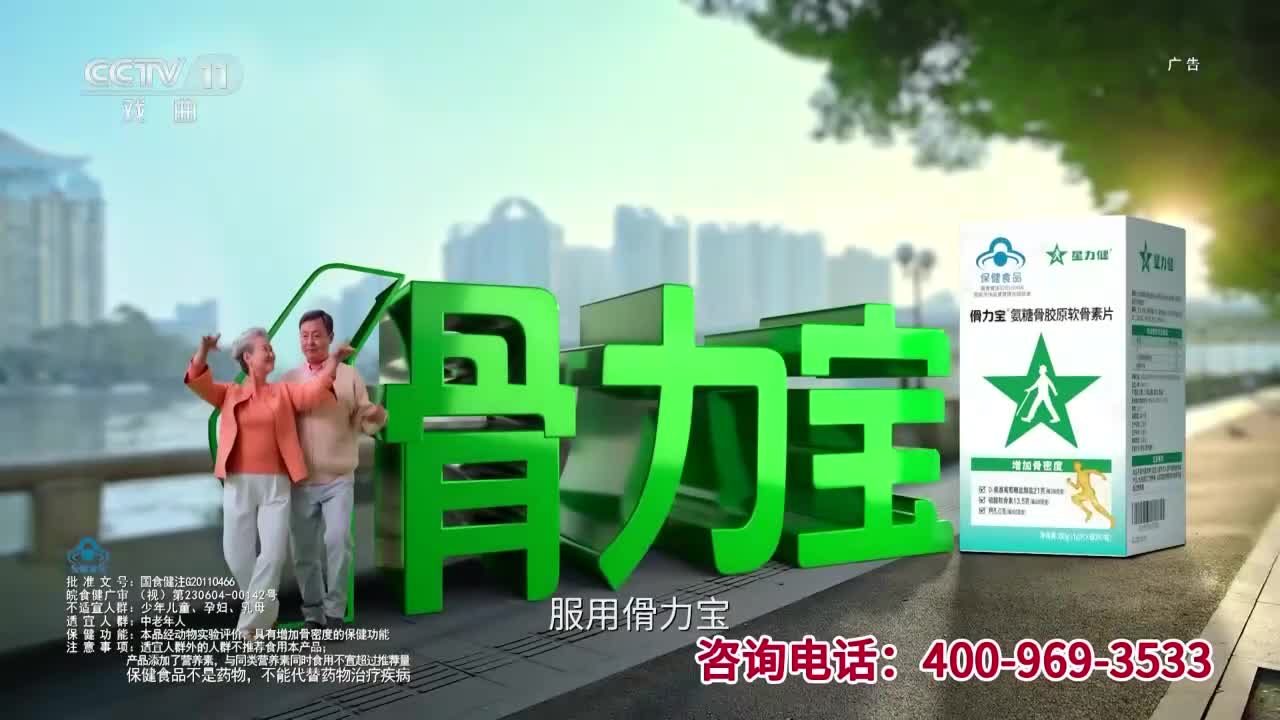 CCTV 11
戏曲
广告
保健食品
星力健
星力健
傦力宝 氨糖骨胶原软骨素片
增加骨密度
傦力宝
服用傦力宝
咨询电话：400-969-3533
批准文号：国食健注G20110466
皖食健广审（视）第230604-00142号
不适宜人群：少年儿童、孕妇、乳母
适宜人群：中老年人
保健功能：本品经动物实验评价，具有增加骨密度的保健功能
注意事项：适宜人群外的人群不推荐食用本产品；
产品添加了营养素，与同类营养素同时食用不宜超过推荐量
保健食品不是药物，不能代替药物治疗疾病